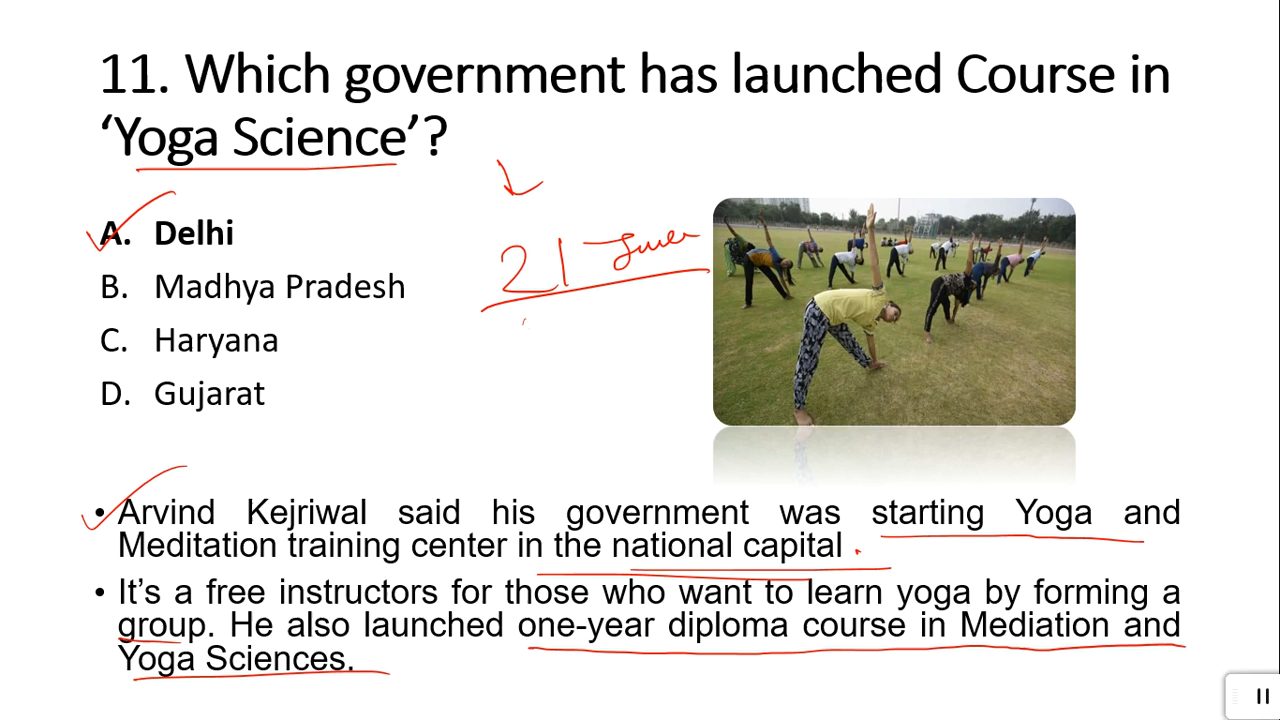 11. Which government has launched Course in
‘Yoga Science’?
A. Delhi
B. Madhya Pradesh
C. Haryana
D. Gujarat
21 June
• Arvind Kejriwal said his government was starting Yoga and
Meditation training center in the national capital .
• It’s a free instructors for those who want to learn yoga by forming a
group. He also launched one-year diploma course in Mediation and
Yoga Sciences.